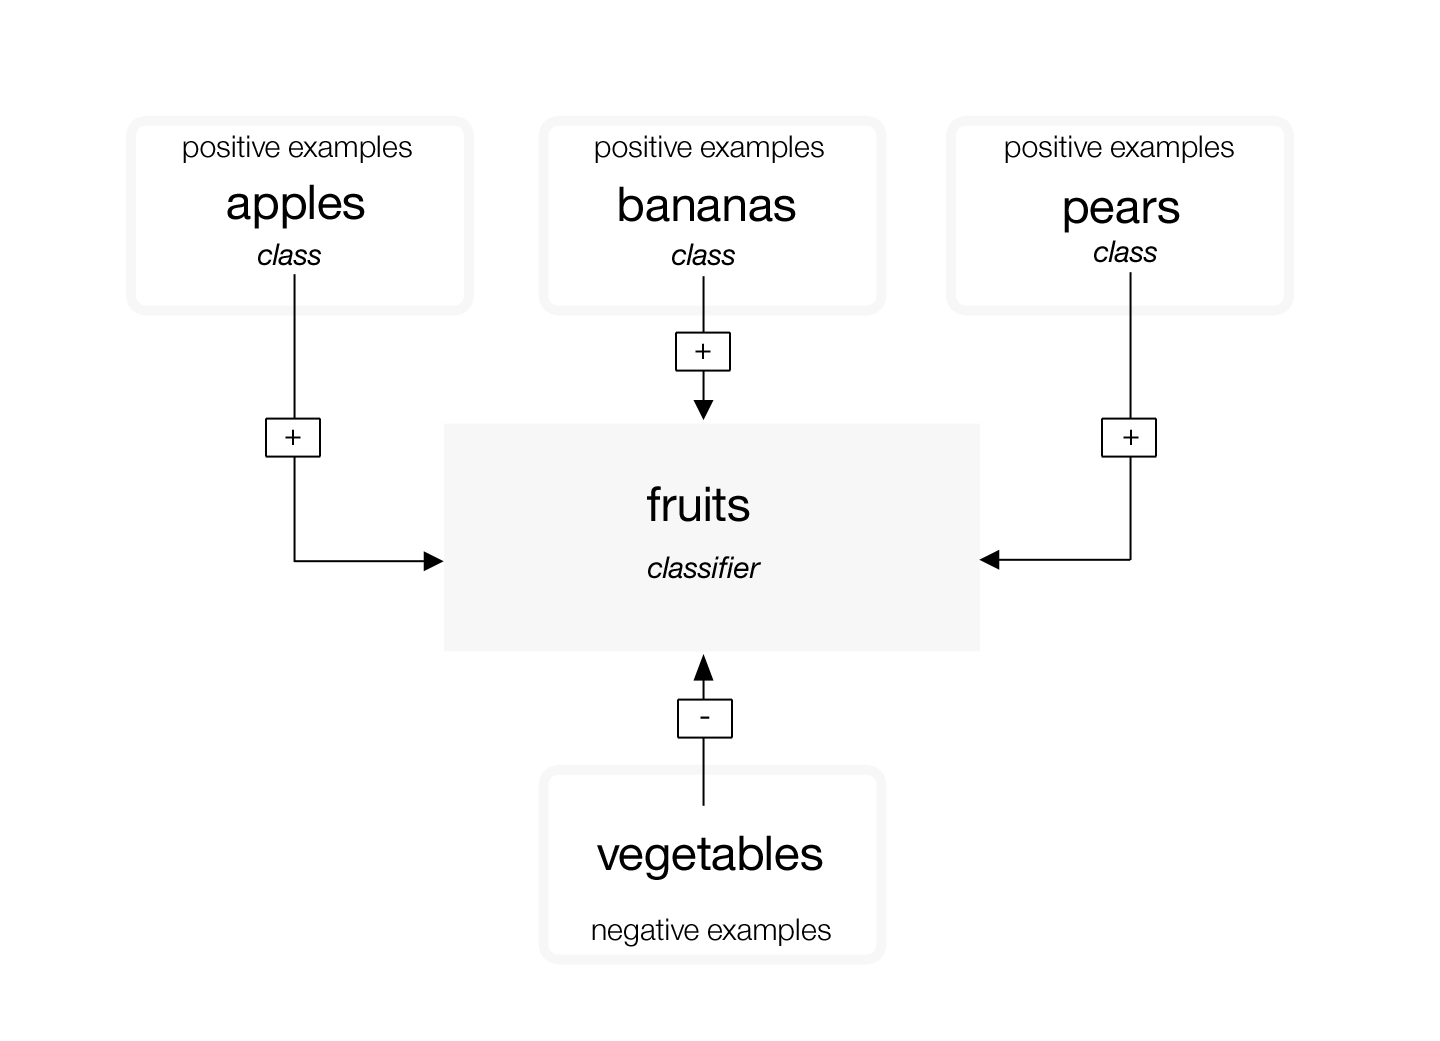 positive examples
apples
class
positive examples
bananas
class
positive examples
pears
class
+
+
+
fruits
classifier
-
vegetables
negative examples